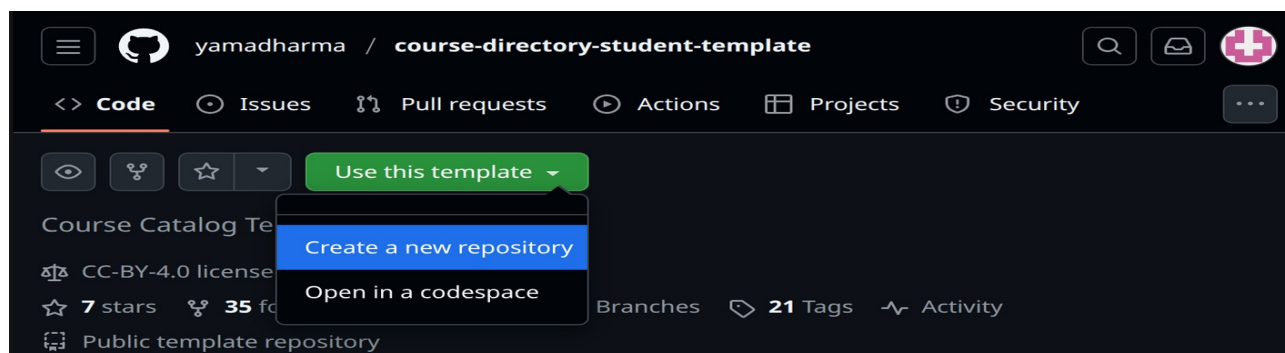 yamadharma / course-directory-student-template
Code Issues Pull requests Actions Projects Security
Use this template
Course Catalog Te
Create a new repository
CC-BY-4.0 license
Open in a codespace
7 stars 35 fo Branches 21 Tags Activity
Public template repository